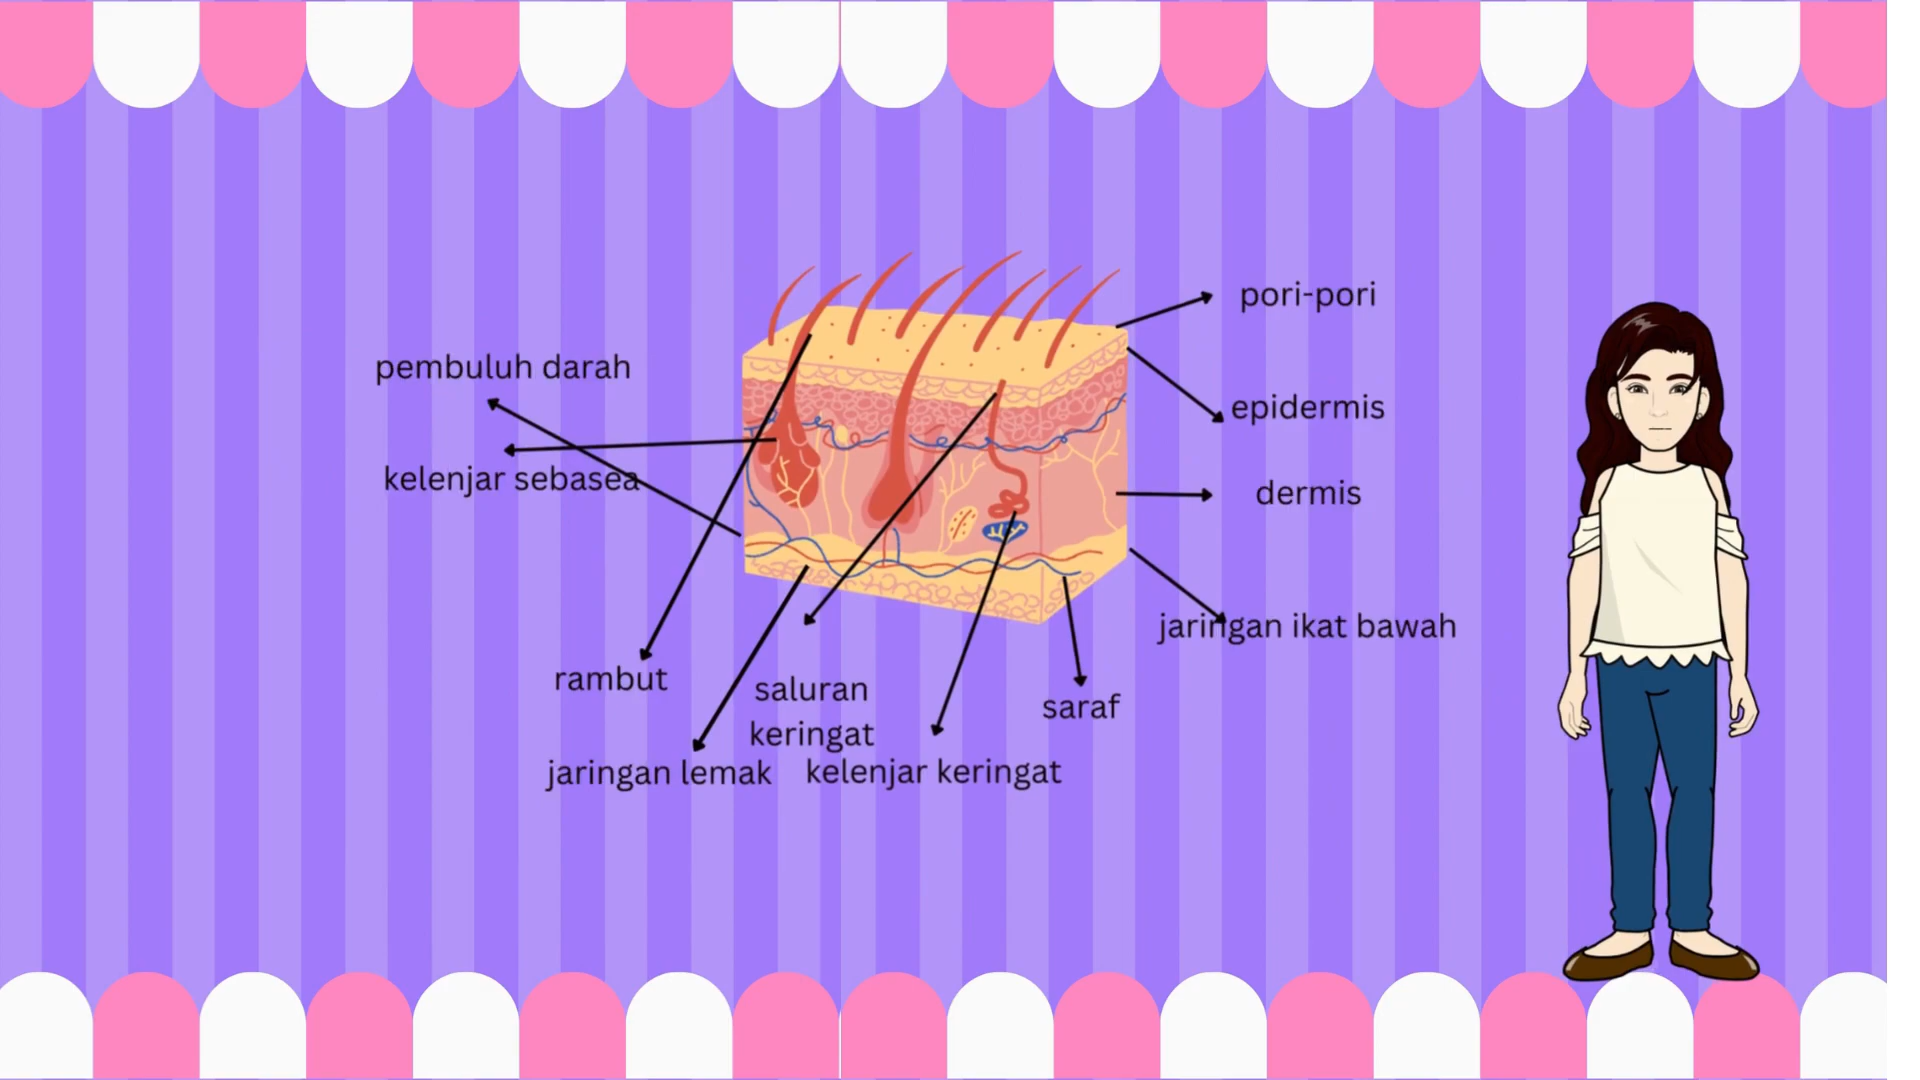 pori-pori
pembuluh darah
epidermis
kelenjar sebasea
dermis
jaringan ikat bawah
rambut
saluran
keringat
saraf
jaringan lemak
kelenjar keringat